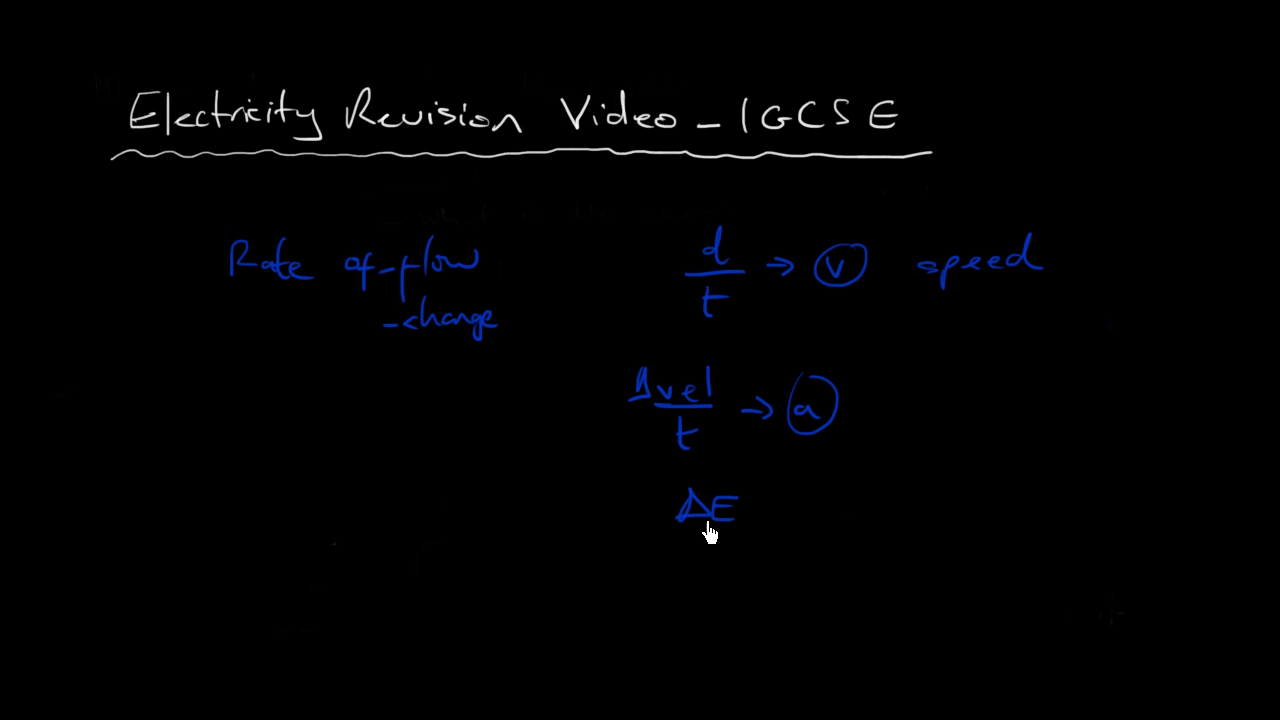 Electricity Revision Video - IGCSE
Rate of - flow
- change
d
t
→ v speed
Δvel
t
→ a
ΔE